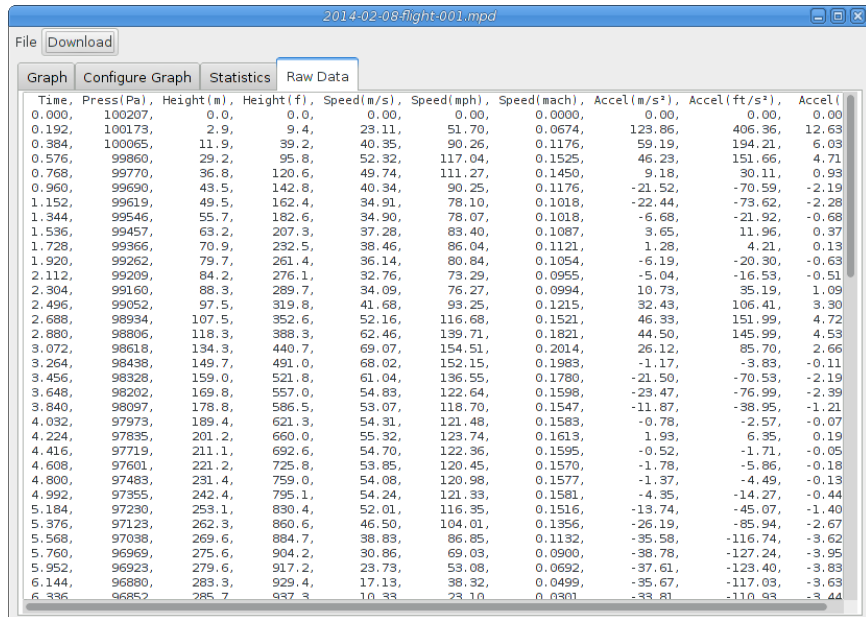 2014-02-08-flight-001.mpd
File Download
Graph Configure Graph Statistics Raw Data
Time, Press(Pa), Height(m), Height(f), Speed(m/s), Speed(mph), Speed(mach), Accel(m/s²), Accel(ft/s²), Accel(
0.000, 100207, 0.0, 0.0, 0.00, 0.00, 0.0000, 0.00, 0.00, 0.00
0.192, 100173, 2.9, 9.4, 23.11, 51.70, 0.0674, 123.86, 406.36, 12.63
0.384, 100065, 11.9, 39.2, 40.35, 90.26, 0.1176, 59.19, 194.21, 6.03
0.576, 99860, 29.2, 95.8, 52.32, 117.04, 0.1525, 46.23, 151.66, 4.71
0.768, 99770, 36.8, 120.6, 49.74, 111.27, 0.1450, 9.18, 30.11, 0.93
0.960, 99690, 43.5, 142.8, 40.34, 90.25, 0.1176, -21.52, -70.59, -2.19
1.152, 99619, 49.5, 162.4, 34.91, 78.10, 0.1018, -22.44, -73.62, -2.28
1.344, 99546, 55.7, 182.6, 34.90, 78.07, 0.1018, -6.68, -21.92, -0.68
1.536, 99457, 63.2, 207.3, 37.28, 83.40, 0.1087, 3.65, 11.96, 0.37
1.728, 99366, 70.9, 232.5, 38.46, 86.04, 0.1121, 1.28, 4.21, 0.13
1.920, 99262, 79.7, 261.4, 36.14, 80.84, 0.1054, -6.19, -20.30, -0.63
2.112, 99209, 84.2, 276.1, 32.76, 73.29, 0.0955, -5.04, -16.53, -0.51
2.304, 99160, 88.3, 289.7, 34.09, 76.27, 0.0994, 10.73, 35.19, 1.09
2.496, 99052, 97.5, 319.8, 41.68, 93.25, 0.1215, 32.43, 106.41, 3.30
2.688, 98934, 107.5, 352.6, 52.16, 116.68, 0.1521, 46.33, 151.99, 4.72
2.880, 98806, 118.3, 388.3, 62.46, 139.71, 0.1821, 44.50, 145.99, 4.53
3.072, 98618, 134.3, 440.7, 69.07, 154.51, 0.2014, 26.12, 85.70, 2.66
3.264, 98438, 149.7, 491.0, 68.02, 152.15, 0.1983, -1.17, -3.83, -0.11
3.456, 98328, 159.0, 521.8, 61.04, 136.55, 0.1780, -21.50, -70.53, -2.19
3.648, 98202, 169.8, 557.0, 54.83, 122.64, 0.1598, -23.47, -76.99, -2.39
3.840, 98097, 178.8, 586.5, 53.07, 118.70, 0.1547, -11.87, -38.95, -1.21
4.032, 97973, 189.4, 621.3, 54.31, 121.48, 0.1583, -0.78, -2.57, -0.07
4.224, 97835, 201.2, 660.0, 55.32, 123.74, 0.1613, 1.93, 6.35, 0.19
4.416, 97719, 211.1, 692.6, 54.70, 122.36, 0.1595, -0.52, -1.71, -0.05
4.608, 97601, 221.2, 725.8, 53.85, 120.45, 0.1570, -1.78, -5.86, -0.18
4.800, 97483, 231.4, 759.0, 54.08, 120.98, 0.1577, -1.37, -4.49, -0.13
4.992, 97355, 242.4, 795.1, 54.24, 121.33, 0.1581, -4.35, -14.27, -0.44
5.184, 97230, 253.1, 830.4, 52.01, 116.35, 0.1516, -13.74, -45.07, -1.40
5.376, 97123, 262.3, 860.6, 46.50, 104.01, 0.1356, -26.19, -85.94, -2.67
5.568, 97038, 269.6, 884.7, 38.83, 86.85, 0.1132, -35.58, -116.74, -3.62
5.760, 96969, 275.6, 904.2, 30.86, 69.03, 0.0900, -38.78, -127.24, -3.95
5.952, 96923, 279.6, 917.2, 23.73, 53.08, 0.0692, -37.61, -123.40, -3.83
6.144, 96880, 283.3, 929.4, 17.13, 38.32, 0.0499, -35.67, -117.03, -3.63
6.336, 96852, 285.7, 937.3, 10.33, 23.10, 0.0301, -33.81, -110.93, -3.44